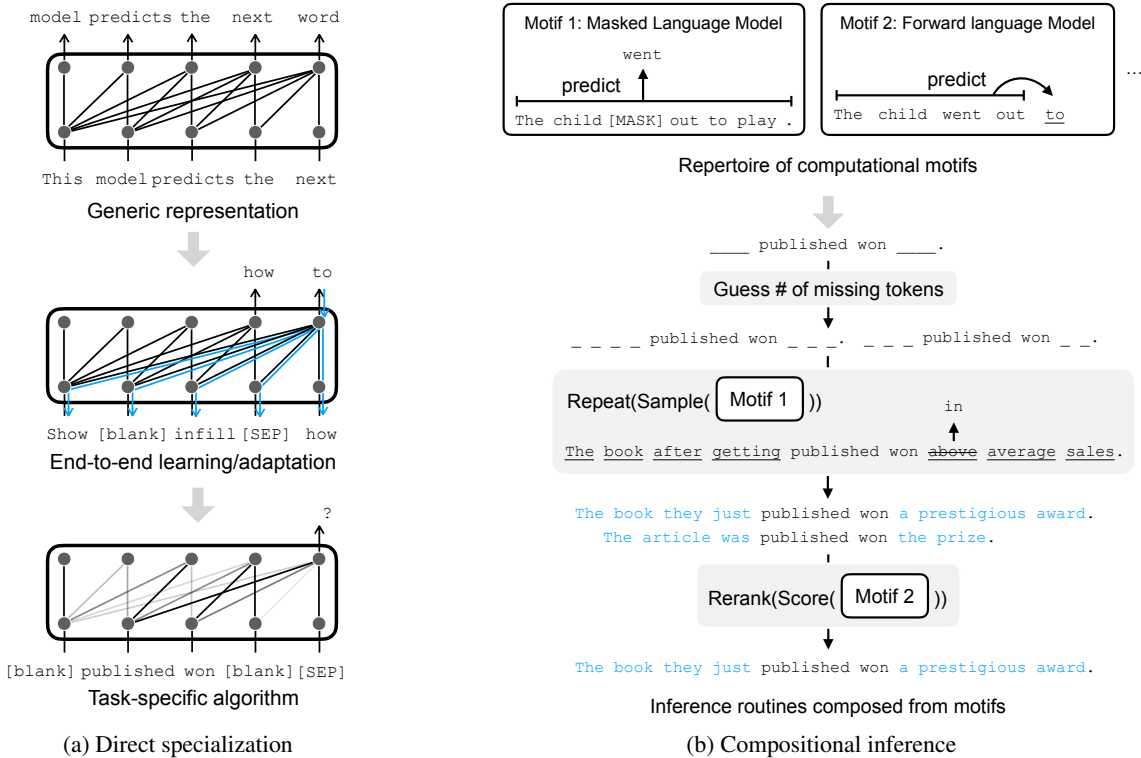 model predicts the next word
This model predicts the next
Generic representation
how to
Show [blank] infill [SEP] how
End-to-end learning/adaptation
?
[blank] published won [blank] [SEP]
Task-specific algorithm
(a) Direct specialization
Motif 1: Masked Language Model
went
predict
The child [MASK] out to play .
Motif 2: Forward language Model
predict
The child went out to
...
Repertoire of computational motifs
____ published won ____.
Guess # of missing tokens
_ _ _ _ published won _ _ _. _ _ _ published won _ _.
Repeat(Sample( Motif 1 ))
in
The book after getting published won above average sales.
The book they just published won a prestigious award.
The article was published won the prize.
Rerank(Score( Motif 2 ))
The book they just published won a prestigious award.
Inference routines composed from motifs
(b) Compositional inference